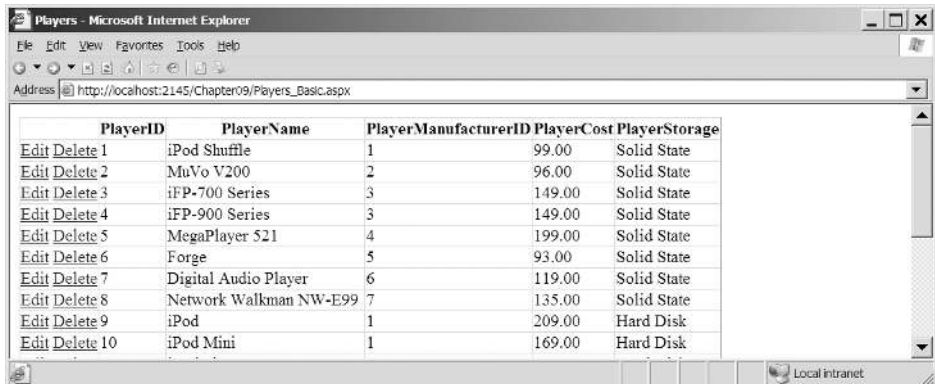 Players - Microsoft Internet Explorer
File Edit View Favorites Tools Help
Address http://localhost:2145/Chapter09/Players_Basic.aspx
PlayerID PlayerName PlayerManufacturerID PlayerCost PlayerStorage
Edit Delete 1 iPod Shuffle 1 99.00 Solid State
Edit Delete 2 MuVo V200 2 96.00 Solid State
Edit Delete 3 iFP-700 Series 3 149.00 Solid State
Edit Delete 4 iFP-900 Series 3 149.00 Solid State
Edit Delete 5 MegaPlayer 521 4 199.00 Solid State
Edit Delete 6 Forge 5 93.00 Solid State
Edit Delete 7 Digital Audio Player 6 119.00 Solid State
Edit Delete 8 Network Walkman NW-E99 7 135.00 Solid State
Edit Delete 9 iPod 1 209.00 Hard Disk
Edit Delete 10 iPod Mini 1 169.00 Hard Disk
Local intranet